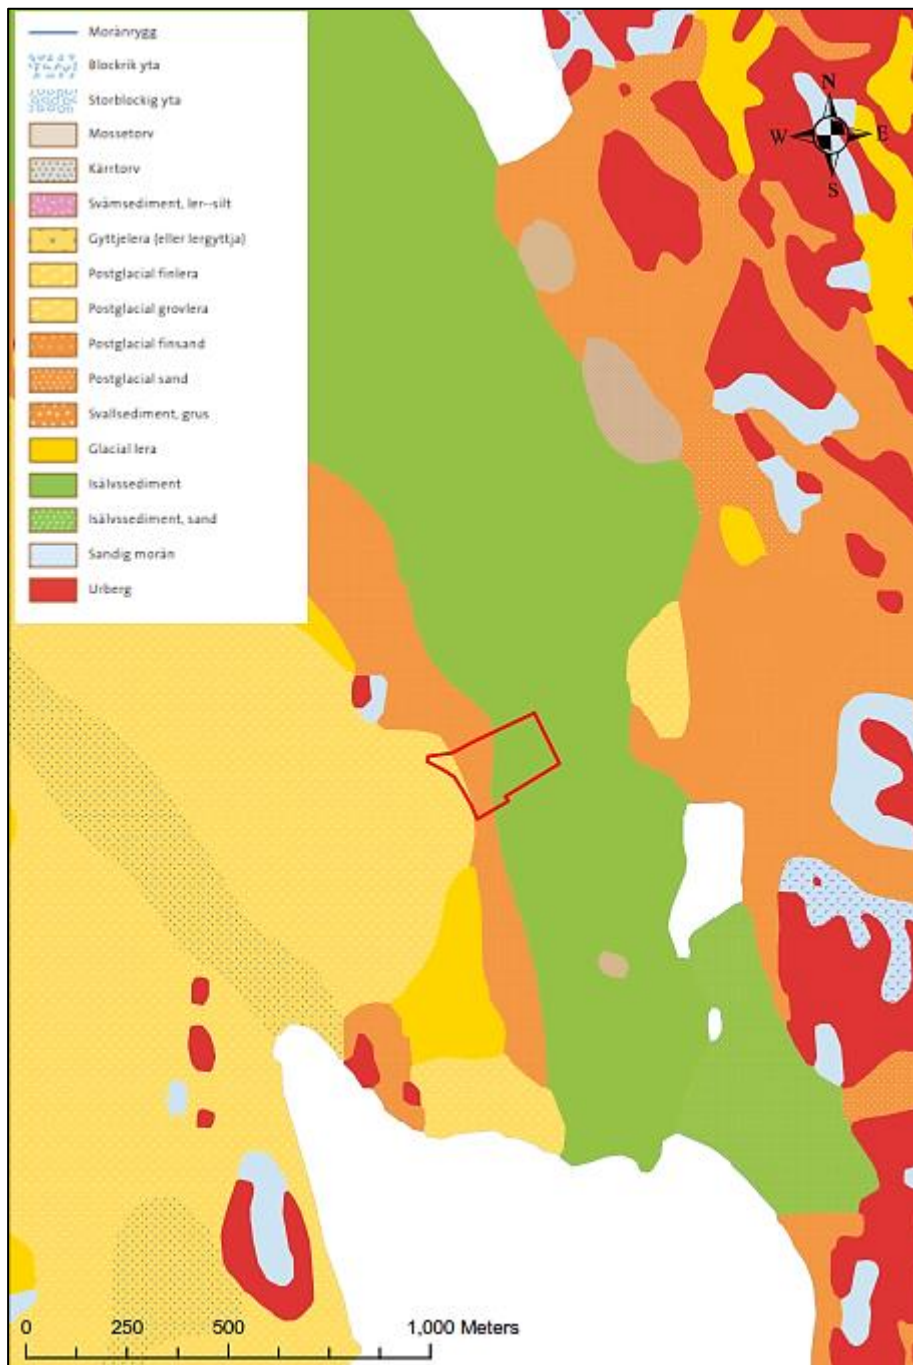 Moränrygg
Blockrik yta
Storblockig yta
Mossetorv
Kärrtorv
Svämsediment, ler--silt
Gyttjelera (eller lergyttja)
Postglacial finlera
Postglacial grovlera
Postglacial finsand
Postglacial sand
Svallsediment, grus
Glacial lera
Isälvssediment
Isälvssediment, sand
Sandig morän
Urberg
N
W
E
S
0 250 500 1,000 Meters